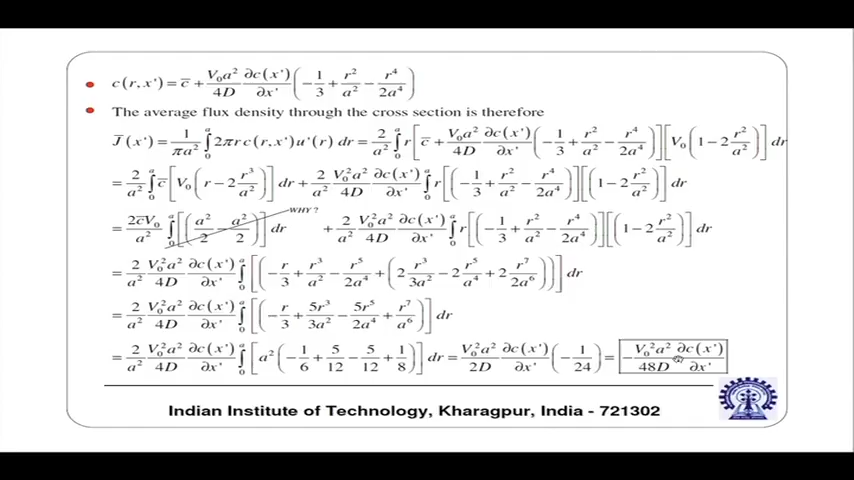 c(r,x') = c̄ + V₀a²/4D ∂c(x')/∂x' (−1/3 + r²/a² − r⁴/2a⁴)
The average flux density through the cross section is therefore
J̄(x') = 1/πa² ∫₀ᵃ 2πrc(r,x')u'(r) dr = 2/a² ∫₀ᵃ r[c̄ + V₀a²/4D ∂c(x')/∂x' (−1/3 + r²/a² − r⁴/2a⁴)][V₀(1−2 r²/a²)]dr
= 2/a² ∫₀ᵃ c̄[V₀(r−2 r³/a²)]dr + 2/a² V₀²a²/4D ∂c(x')/∂x' ∫₀ᵃ r[(−1/3 + r²/a² − r⁴/2a⁴)][(1−2 r²/a²)]dr
= 2c̄V₀/a² ∫₀ᵃ [(a²/2 − a²/2)]dr WHY? + 2/a² V₀²a²/4D ∂c(x')/∂x' ∫₀ᵃ r[(−1/3 + r²/a² − r⁴/2a⁴)][(1−2 r²/a²)]dr
= 2/a² V₀²a²/4D ∂c(x')/∂x' ∫₀ᵃ [(−r/3 + r³/a² − r⁵/2a⁴ + (2 r³/3a² − 2 r⁵/a⁴ + 2 r⁷/2a⁶))]dr
= 2/a² V₀²a²/4D ∂c(x')/∂x' ∫₀ᵃ [(−r/3 + 5r³/3a² − 5r⁵/2a⁴ + r⁷/a⁶)]dr
= 2/a² V₀²a²/4D ∂c(x')/∂x' ∫₀ᵃ [a²(−1/6 + 5/12 − 5/12 + 1/8)]dr = V₀²a²/2D ∂c(x')/∂x' (−1/24) = −V₀²a²/48D ∂c(x')/∂x'
Indian Institute of Technology, Kharagpur, India - 721302